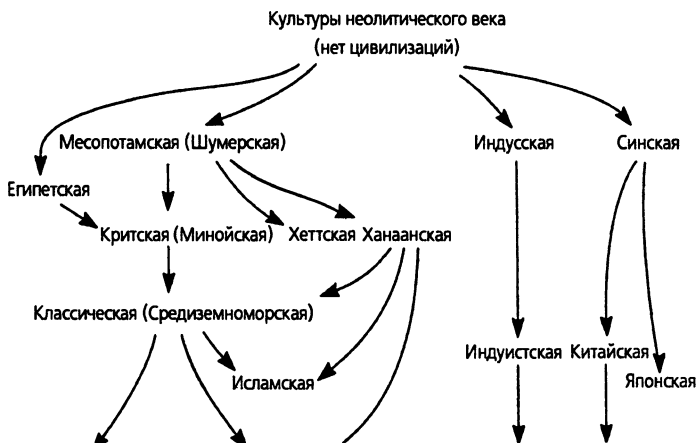 Культуры неолитического века
(нет цивилизаций)
Месопотамская (Шумерская)
Индусская
Синская
Египетская
Критская (Минойская)
Хеттская
Ханаанская
Классическая (Средиземноморская)
Индуистская
Китайская
Исламская
Японская